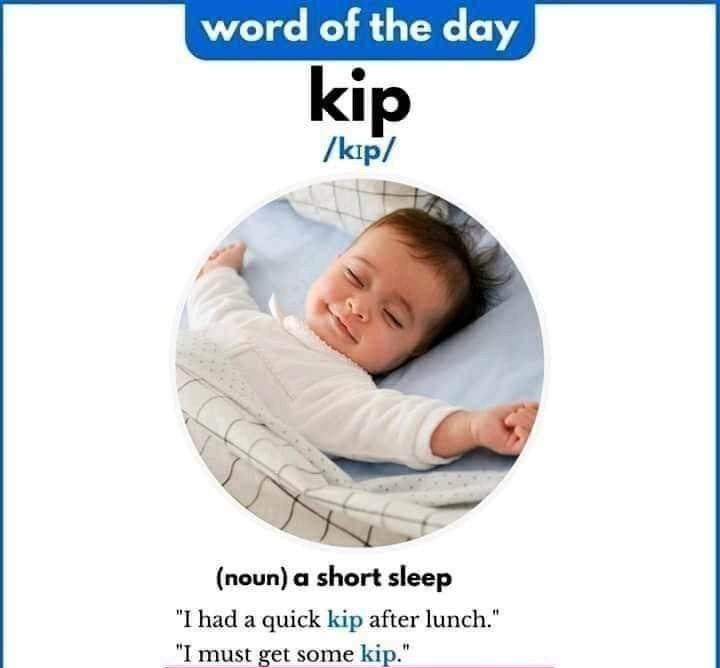 word of the day
kip
/kɪp/
(noun) a short sleep
"I had a quick kip after lunch."
"I must get some kip."